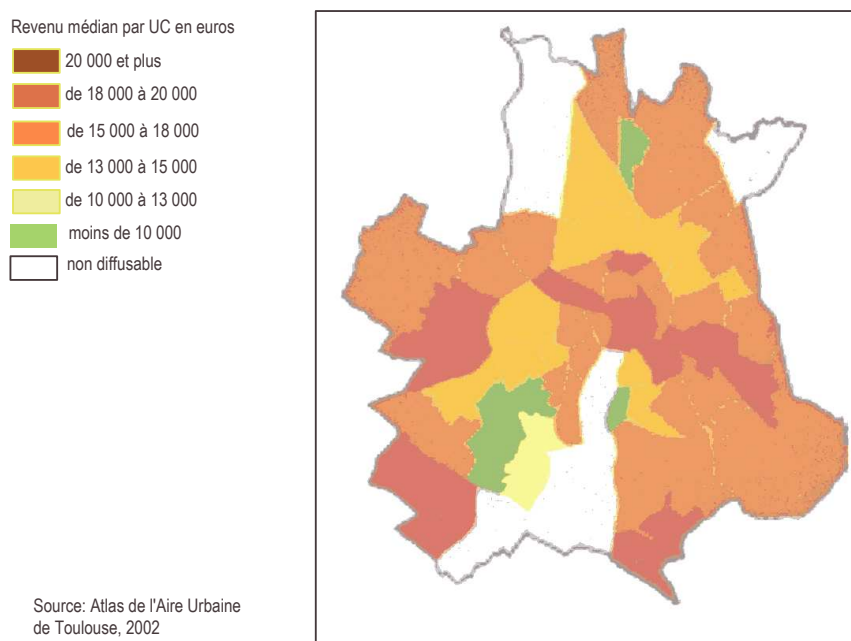 Revenu médian par UC en euros
20 000 et plus
de 18 000 à 20 000
de 15 000 à 18 000
de 13 000 à 15 000
de 10 000 à 13 000
moins de 10 000
non diffusable
Source: Atlas de l'Aire Urbaine
de Toulouse, 2002